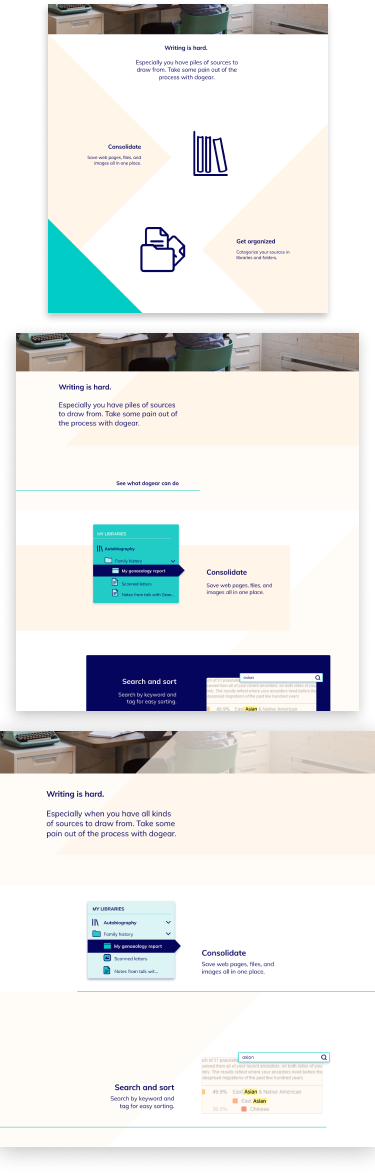 Writing is hard.
Especially you have piles of sources to
draw from. Take some pain out of the
process with dogear.
Consolidate
Save web pages, files, and
images all in one place.
Get organized
Categorize your sources in
libraries and folders.
Writing is hard.
Especially you have piles of sources
to draw from. Take some pain out of
the process with dogear.
See what dogear can do
MY LIBRARIES
Autobiography
Family history
My geneology report
Scanned letters
Notes from talk with
Consolidate
Save web pages, files, and
images all in one place.
Search and sort
Search by keyword and
tag for easy sorting.
asian
49.9% East Asian & Native American
Writing is hard.
Especially when you have all kinds
of sources to draw from. Take some
pain out of the process with dogear.
MY LIBRARIES
Autobiography
Family history
My geneology report
Scanned letters
Notes from talk wit...
Consolidate
Save web pages, files, and
images all in one place.
Search and sort
Search by keyword and
tag for easy sorting.
asian
49.9% East Asian & Native American
East Asian
Chinese